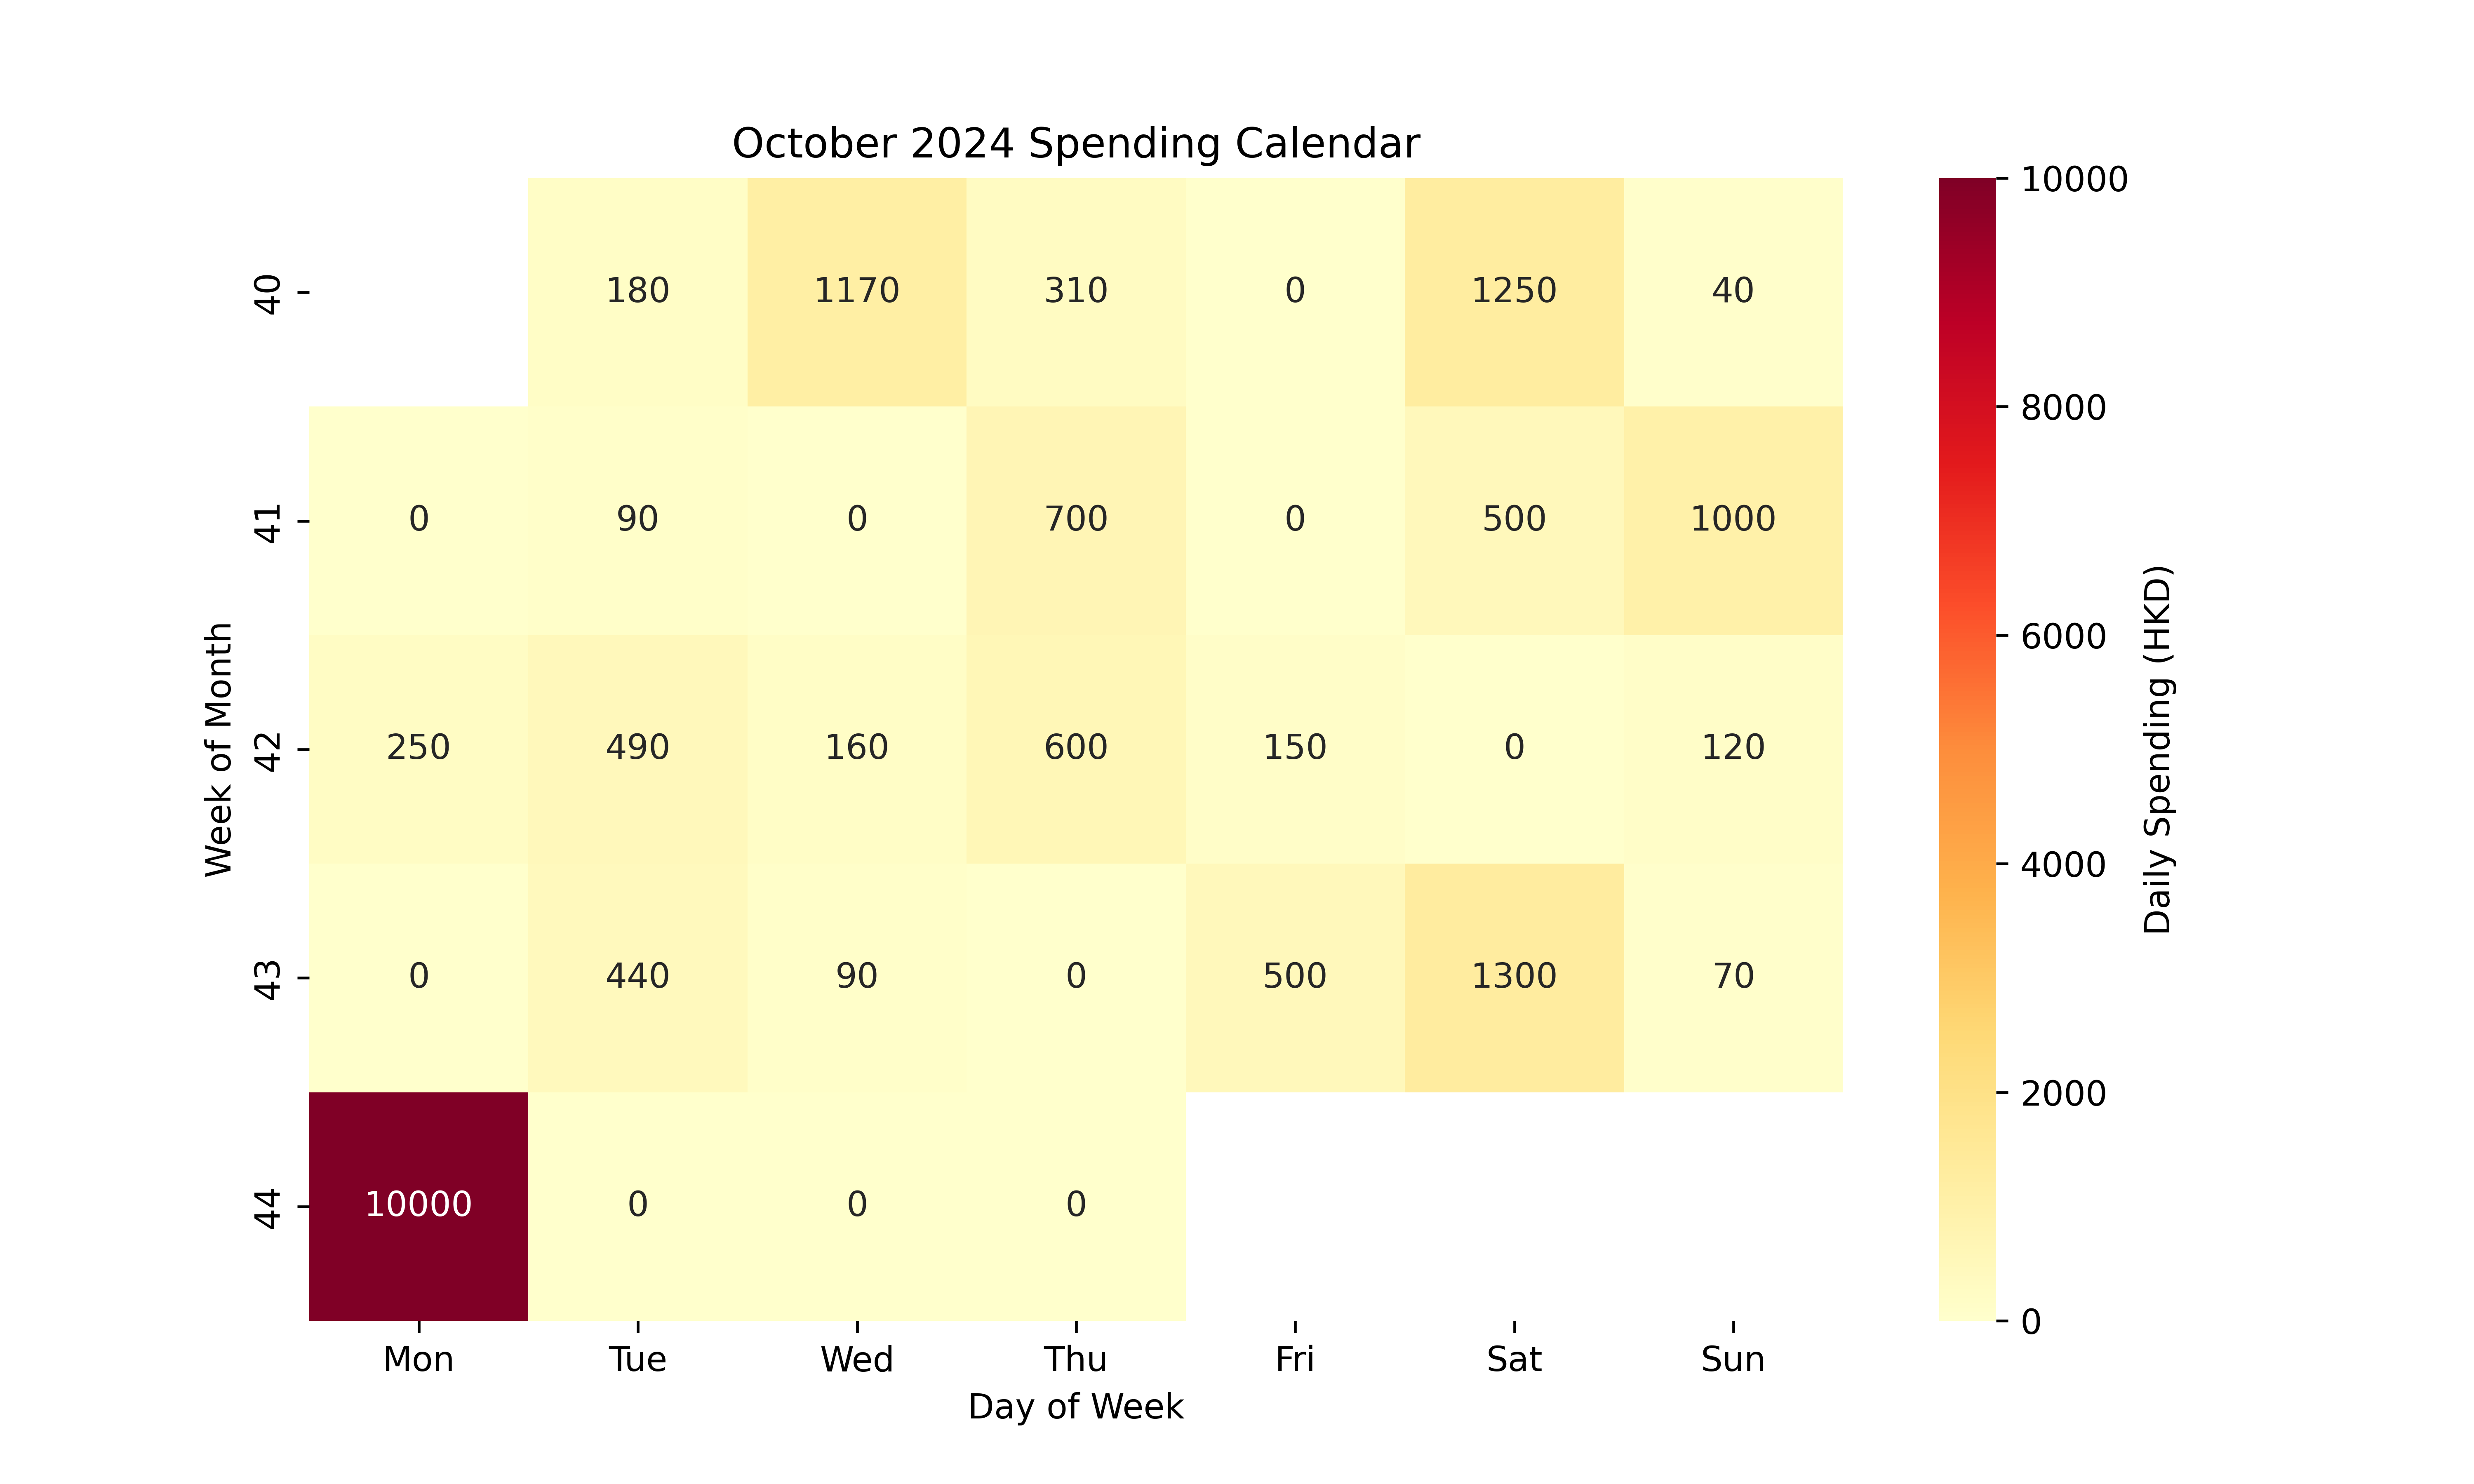 October 2024 Spending Calendar
40 180 1170 310 0 1250 40
41 0 90 0 700 0 500 1000
42 250 490 160 600 150 0 120
43 0 440 90 0 500 1300 70
44 10000 0 0 0
Mon Tue Wed Thu Fri Sat Sun
Day of Week
Week of Month
10000
8000
6000
4000
2000
0
Daily Spending (HKD)